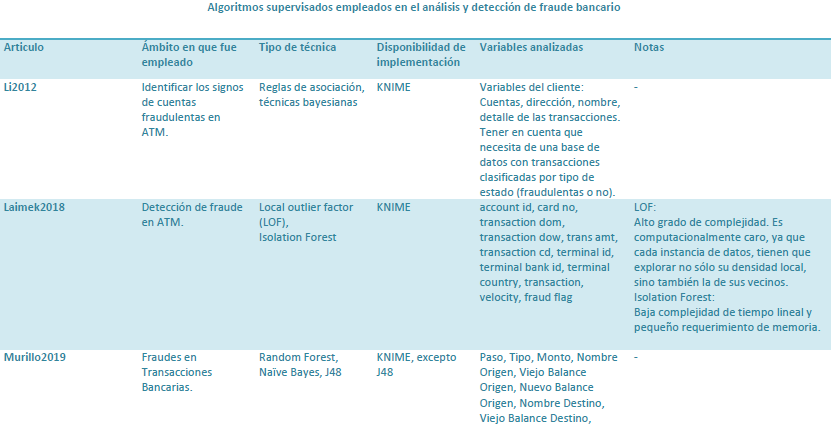 Algoritmos supervisados empleados en el análisis y detección de fraude bancario
Articulo
Ámbito en que fue
empleado
Tipo de técnica
Disponibilidad de
implementación
Variables analizadas
Notas
Li2012
Identificar los signos
de cuentas
fraudulentas en
ATM.
Reglas de asociación,
técnicas bayesianas
KNIME
Variables del cliente:
Cuentas, dirección, nombre,
detalle de las transacciones.
Tener en cuenta que
necesita de una base de
datos con transacciones
clasificadas por tipo de
estado (fraudulentas o no).
-
Laimek2018
Detección de fraude
en ATM.
Local outlier factor
(LOF),
Isolation Forest
KNIME
account id, card no,
transaction dom,
transaction dow, trans amt,
transaction cd, terminal id,
terminal bank id, terminal
country, transaction,
velocity, fraud flag
LOF:
Alto grado de complejidad. Es
computacionalmente caro, ya que
cada instancia de datos, tienen que
explorar no sólo su densidad local,
sino también la de sus vecinos.
Isolation Forest:
Baja complejidad de tiempo lineal y
pequeño requerimiento de memoria.
Murillo2019
Fraudes en
Transacciones
Bancarias.
Random Forest,
Naïve Bayes, J48
KNIME, excepto
J48
Paso, Tipo, Monto, Nombre
Origen, Viejo Balance
Origen, Nuevo Balance
Origen, Nombre Destino,
Viejo Balance Destino,
-